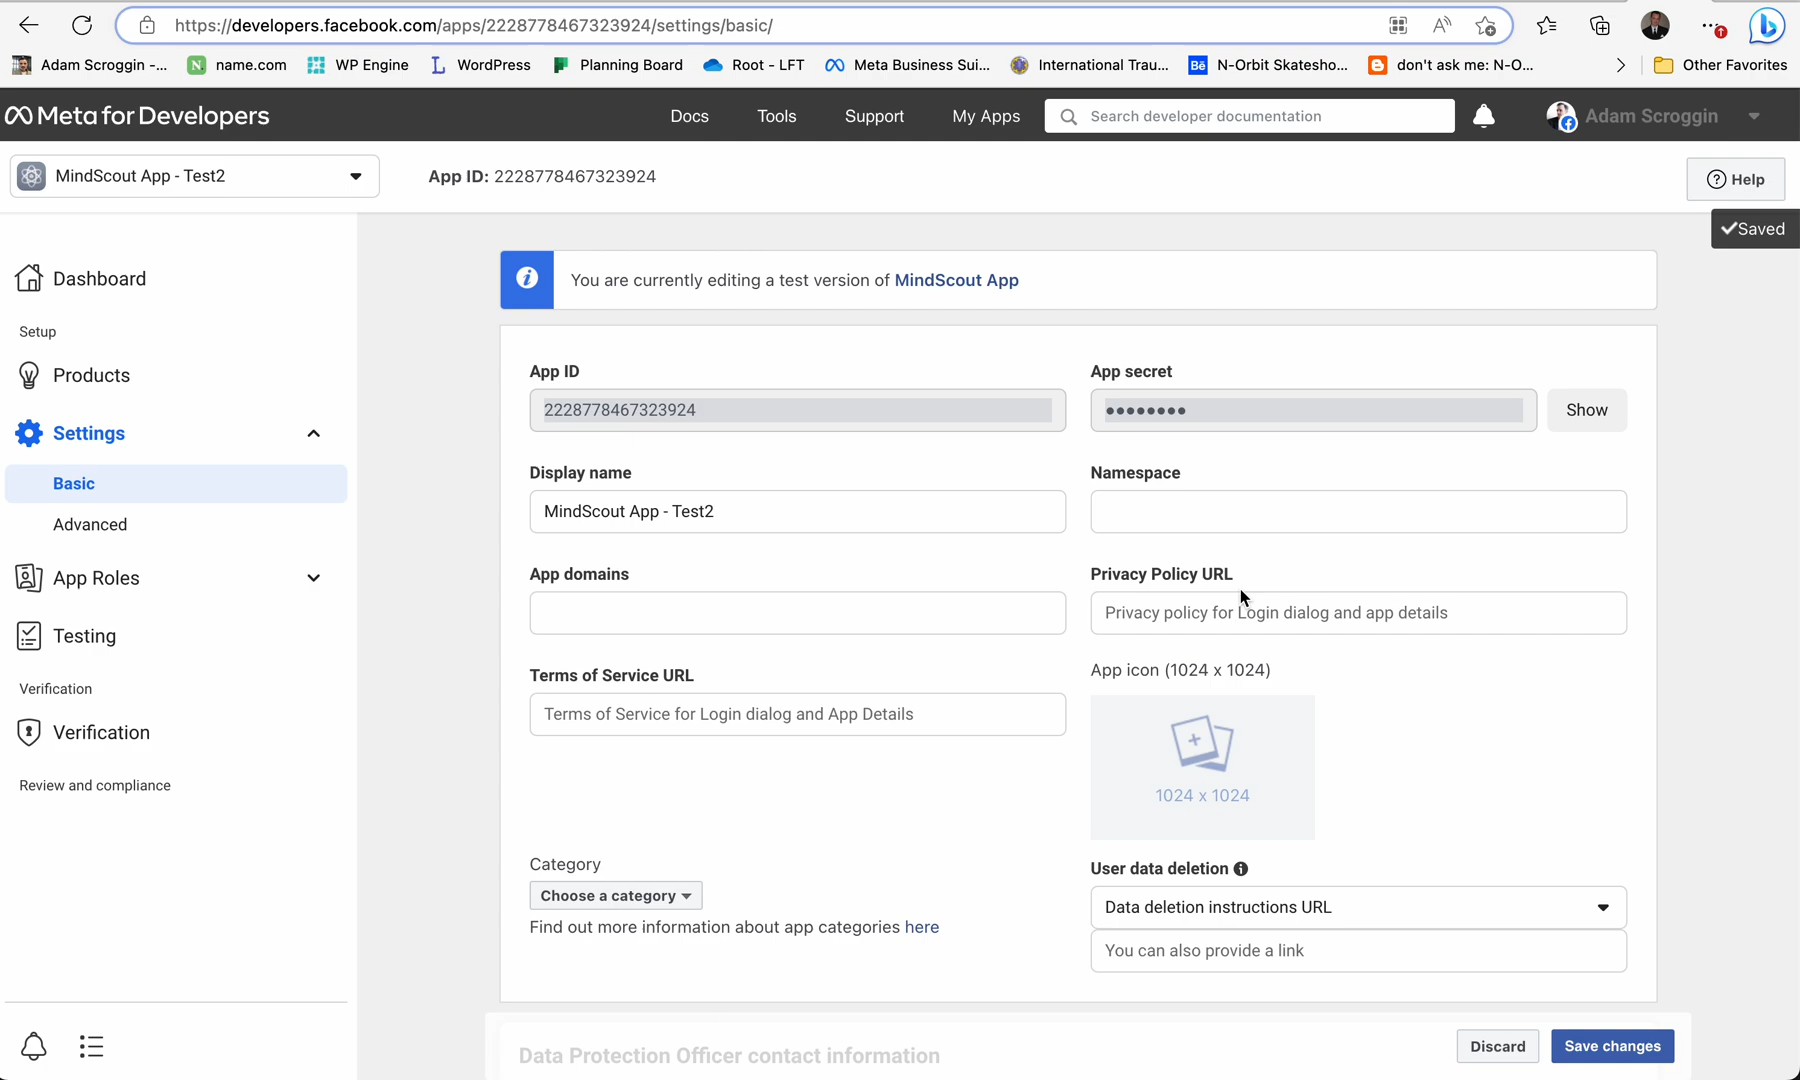 https://developers.facebook.com/apps/2228778467323924/settings/basic/
Adam Scroggin -...
name.com
WP Engine
WordPress
Planning Board
Root - LFT
Meta Business Sui...
International Trau...
Bē N-Orbit Skatesho...
don't ask me: N-O...
Other Favorites
Meta for Developers
Docs
Tools
Support
My Apps
Search developer documentation
Adam Scroggin
MindScout App - Test2
App ID: 2228778467323924
Help
Saved
Dashboard
Setup
Products
Settings
Basic
Advanced
App Roles
Testing
Verification
Verification
Review and compliance
You are currently editing a test version of MindScout App
App ID
2228778467323924
App secret
••••••••
Show
Display name
MindScout App - Test2
Namespace
App domains
Privacy Policy URL
Privacy policy for Login dialog and app details
Terms of Service URL
Terms of Service for Login dialog and App Details
App icon (1024 x 1024)
1024 x 1024
Category
Choose a category
Find out more information about app categories here
User data deletion
Data deletion instructions URL
You can also provide a link
Data Protection Officer contact information
Discard
Save changes